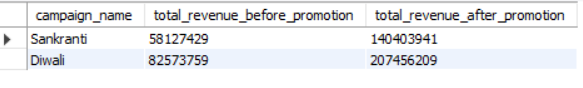 campaign_name total_revenue_before_promotion total_revenue_after_promotion
Sankranti 58127429 140403941
Diwali 82573759 207456209